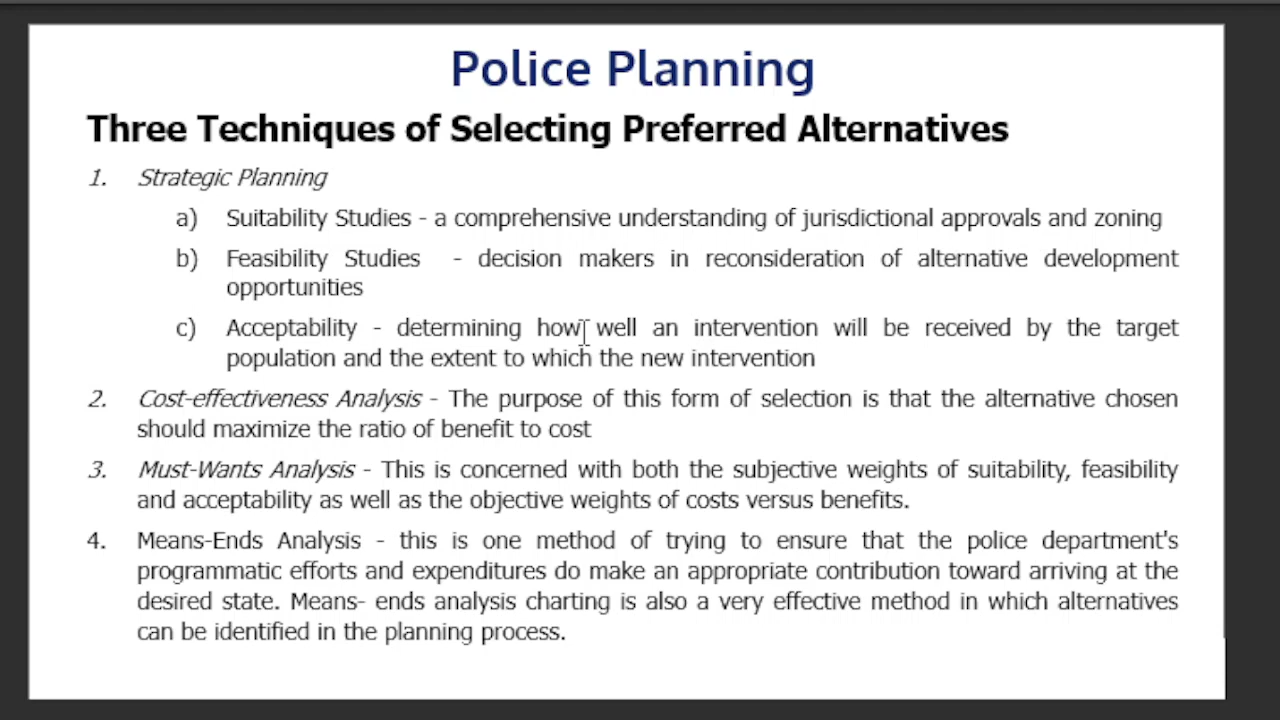 Police Planning
Three Techniques of Selecting Preferred Alternatives
1. Strategic Planning
a) Suitability Studies - a comprehensive understanding of jurisdictional approvals and zoning
b) Feasibility Studies - decision makers in reconsideration of alternative development
opportunities
c) Acceptability - determining how well an intervention will be received by the target
population and the extent to which the new intervention
2. Cost-effectiveness Analysis - The purpose of this form of selection is that the alternative chosen
should maximize the ratio of benefit to cost
3. Must-Wants Analysis - This is concerned with both the subjective weights of suitability, feasibility
and acceptability as well as the objective weights of costs versus benefits.
4. Means-Ends Analysis - this is one method of trying to ensure that the police department's
programmatic efforts and expenditures do make an appropriate contribution toward arriving at the
desired state. Means- ends analysis charting is also a very effective method in which alternatives
can be identified in the planning process.